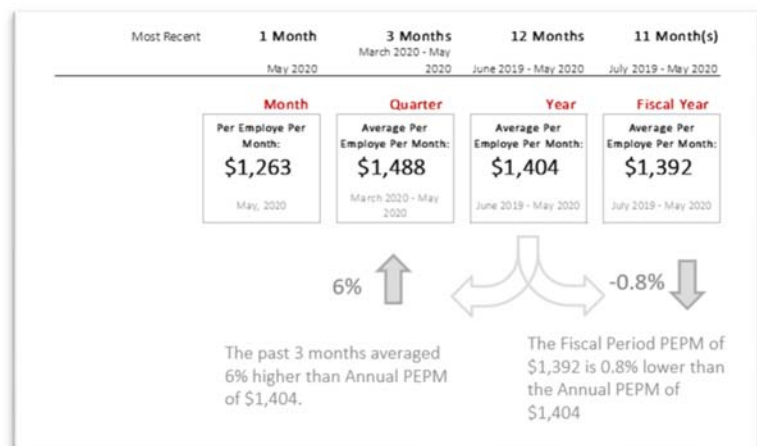 Most Recent 1 Month 3 Months 12 Months 11 Month(s)
March 2020 - May
May 2020 2020 June 2019 - May 2020 July 2019 - May 2020
Month Quarter Year Fiscal Year
Per Employe Per Average Per Average Per Average Per
Month: Employe Per Month: Employe Per Month: Employe Per Month:
$1,263 $1,488 $1,404 $1,392
May, 2020 March 2020 - May June 2019 - May 2020 July 2019 - May 2020
2020
6% -0.8%
The past 3 months averaged
6% higher than Annual PEPM
of $1,404.
The Fiscal Period PEPM of
$1,392 is 0.8% lower than
the Annual PEPM of
$1,404